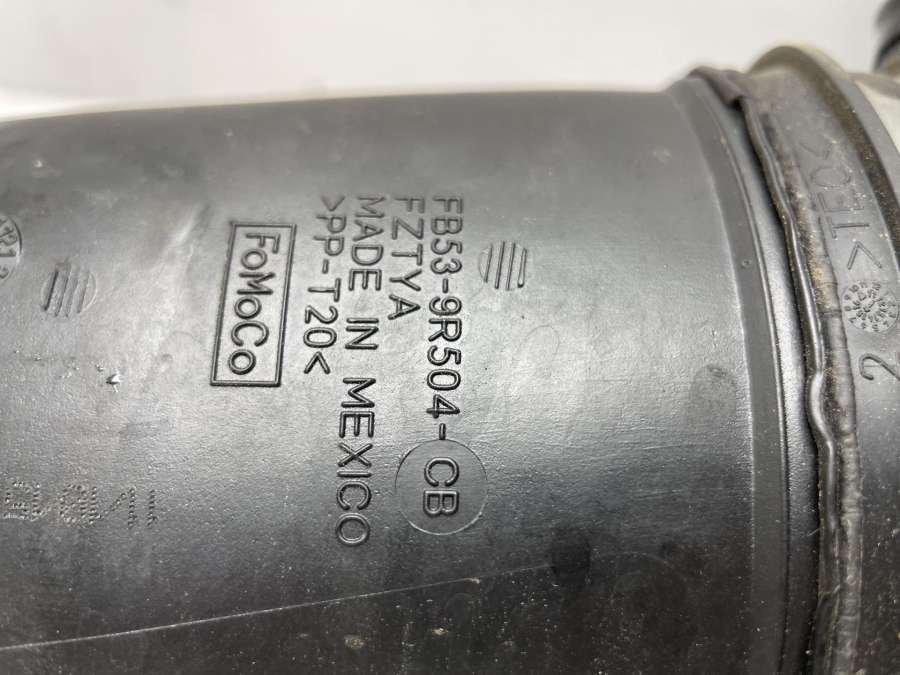 FB53-9R504-CB
FZTYA
MADE IN MEXICO
>PP-T20<
FoMoCo